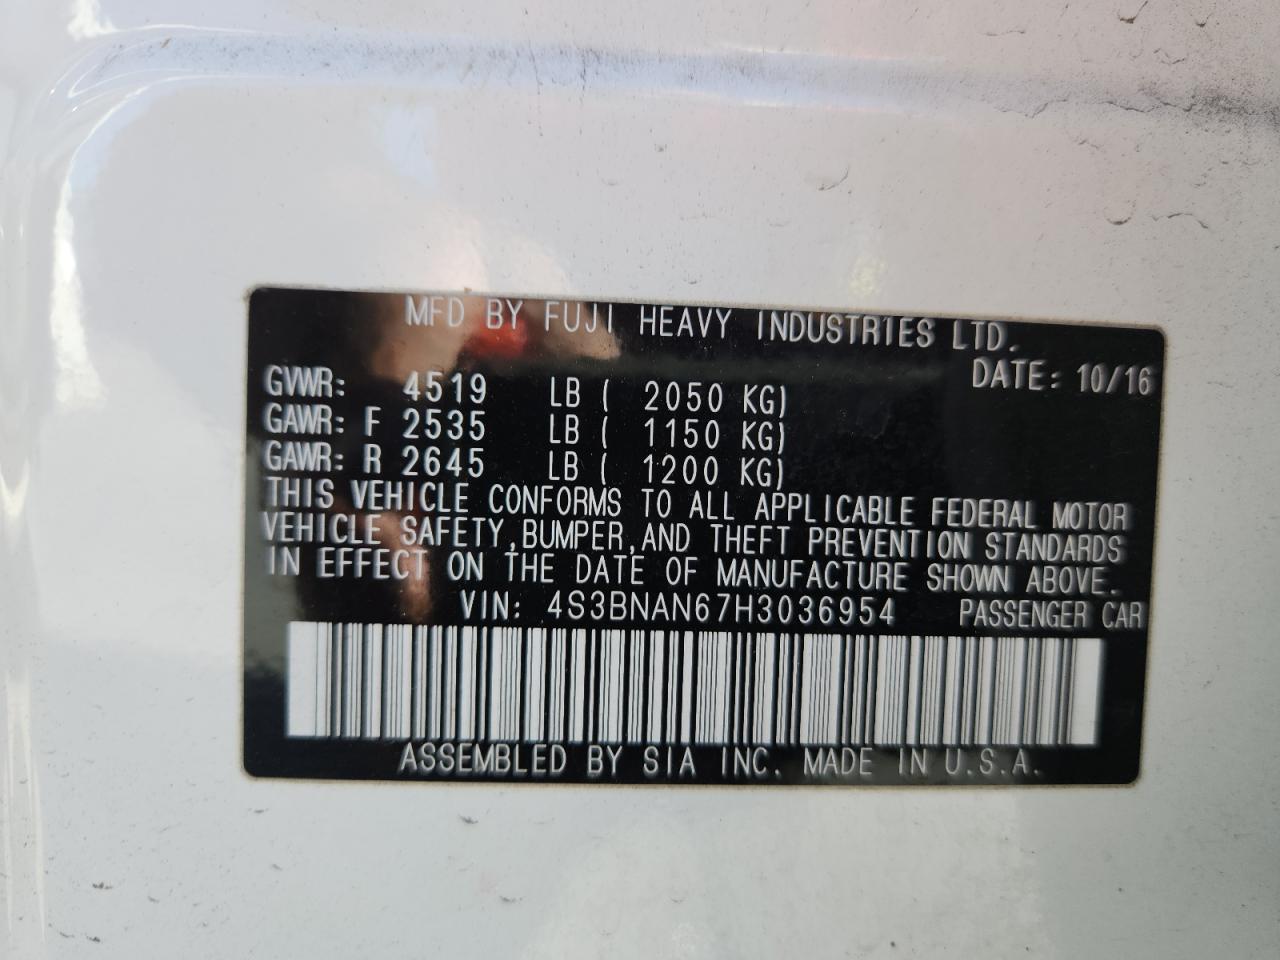 MFD BY FUJI HEAVY INDUSTRIES LTD.
DATE: 10/16
GVWR: 4519 LB ( 2050 KG)
GAWR: F 2535 LB ( 1150 KG)
GAWR: R 2645 LB ( 1200 KG)
THIS VEHICLE CONFORMS TO ALL APPLICABLE FEDERAL MOTOR
VEHICLE SAFETY,BUMPER,AND THEFT PREVENTION STANDARDS
IN EFFECT ON THE DATE OF MANUFACTURE SHOWN ABOVE.
VIN: 4S3BNAN67H3036954 PASSENGER CAR
ASSEMBLED BY SIA INC. MADE IN U.S.A.